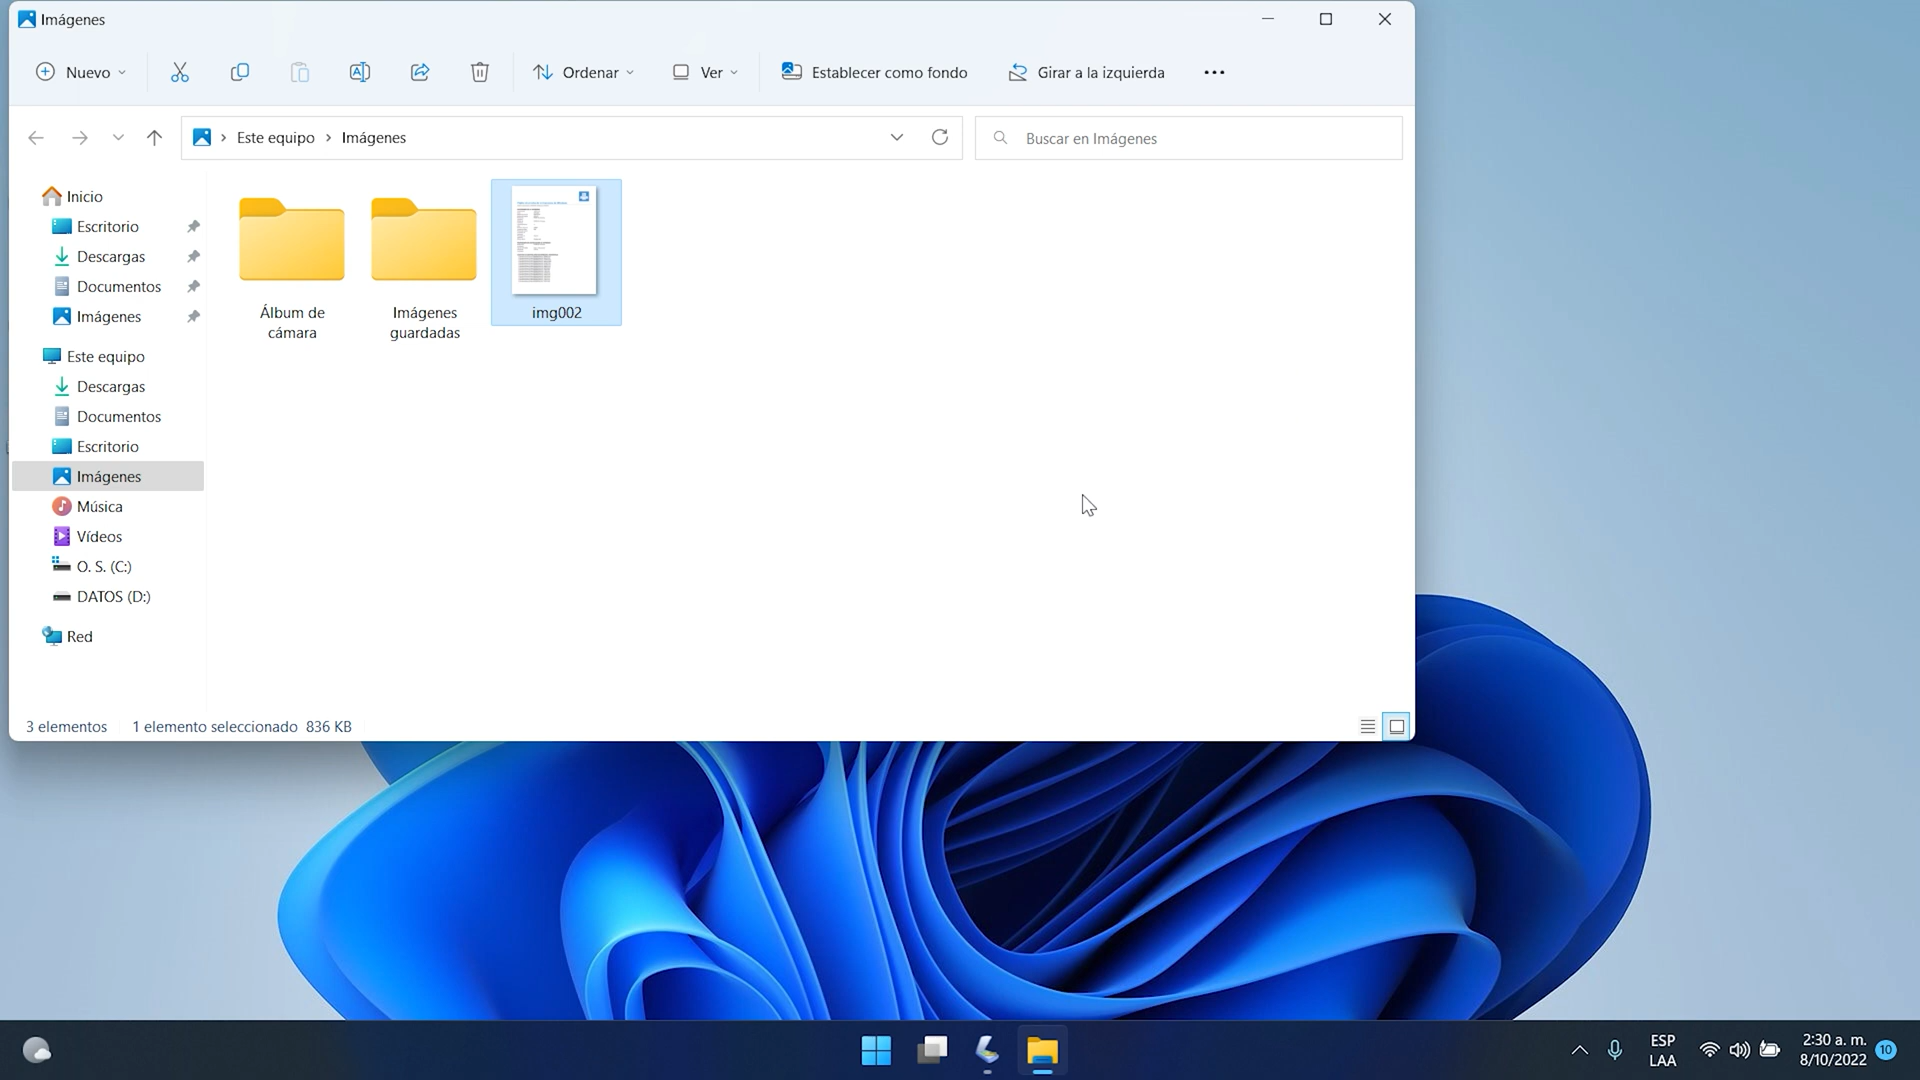 Imágenes
Nuevo
Ordenar
Ver
Establecer como fondo
Girar a la izquierda
Este equipo
Imágenes
Buscar en Imágenes
Inicio
Escritorio
Descargas
Documentos
Imágenes
Este equipo
Descargas
Documentos
Escritorio
Imágenes
Música
Vídeos
O. S. (C:)
DATOS (D:)
Red
Álbum de
cámara
Imágenes
guardadas
img002
3 elementos
1 elemento seleccionado 836 KB
ESP
LAA
2:30 a. m.
8/10/2022
10